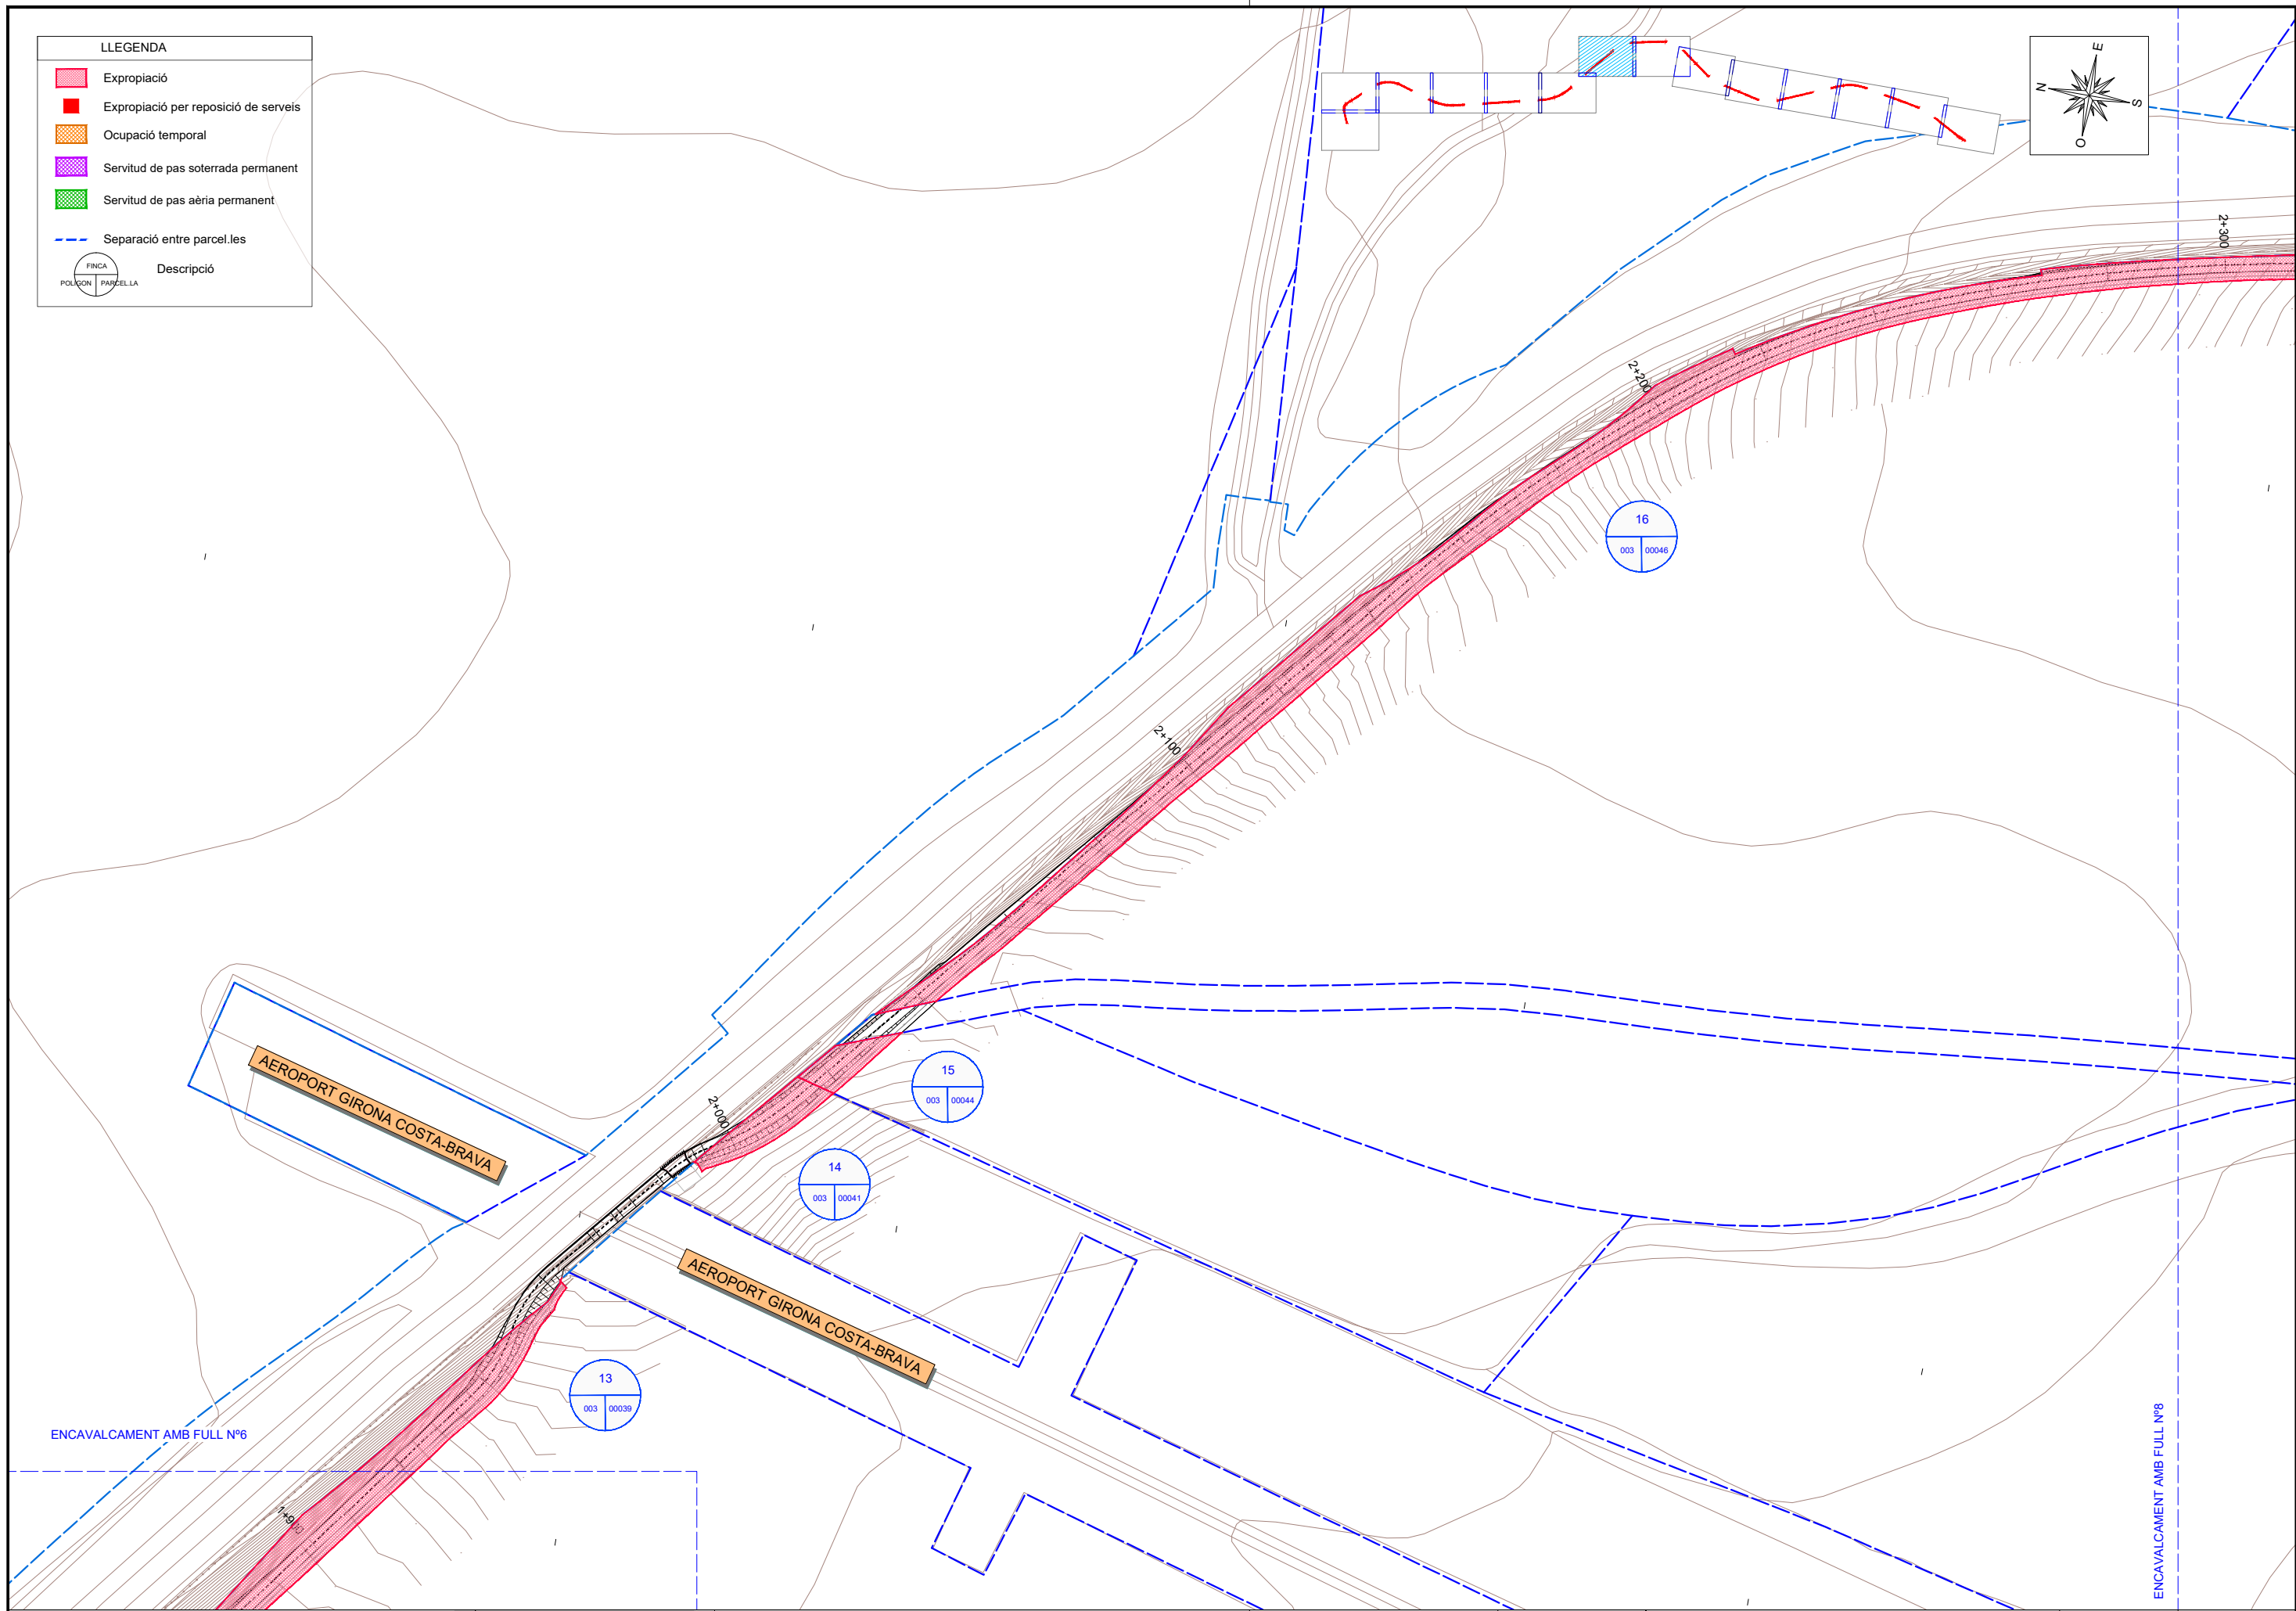 LLEGENDA
Expropiació
Expropiació per reposició de serveis
Ocupació temporal
Servitud de pas soterrada permanent
Servitud de pas aèria permanent
Separació entre parcel.les
FINCA
POLÍGON
PARCEL.LA
Descripció
E
N
S
O
2+300
2+200
16
003
00046
2+100
AEROPORT GIRONA COSTA-BRAVA
2+000
15
003
00044
14
003
00041
AEROPORT GIRONA COSTA-BRAVA
13
003
00039
ENCAVALCAMENT AMB FULL Nº6
1+900
ENCAVALCAMENT AMB FULL Nº8